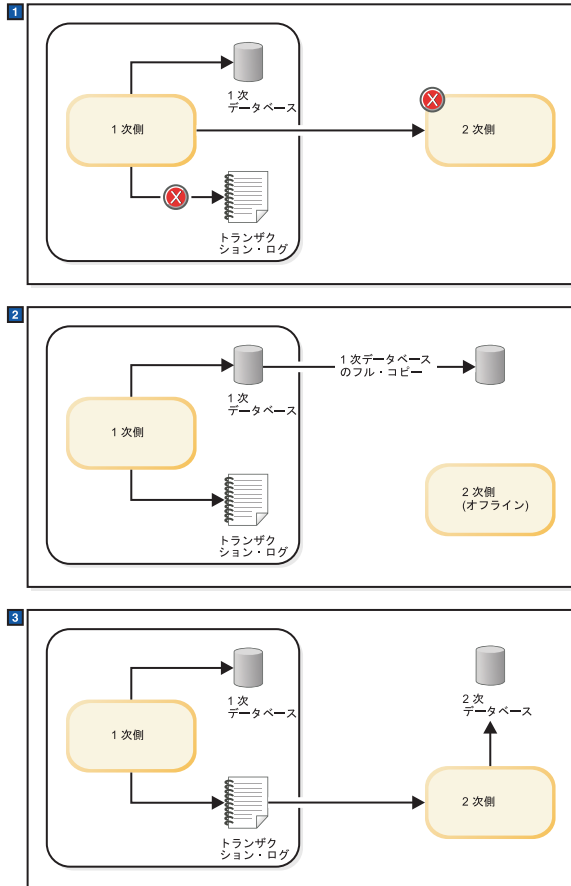 1
1 次
データベース
1 次側
2 次側
トランザク
ション・ログ
2
1 次データベース
のフル・コピー
1 次
データベース
1 次側
2 次側
(オフライン)
トランザク
ション・ログ
3
1 次
データベース
2 次
データベース
1 次側
2 次側
トランザク
ション・ログ